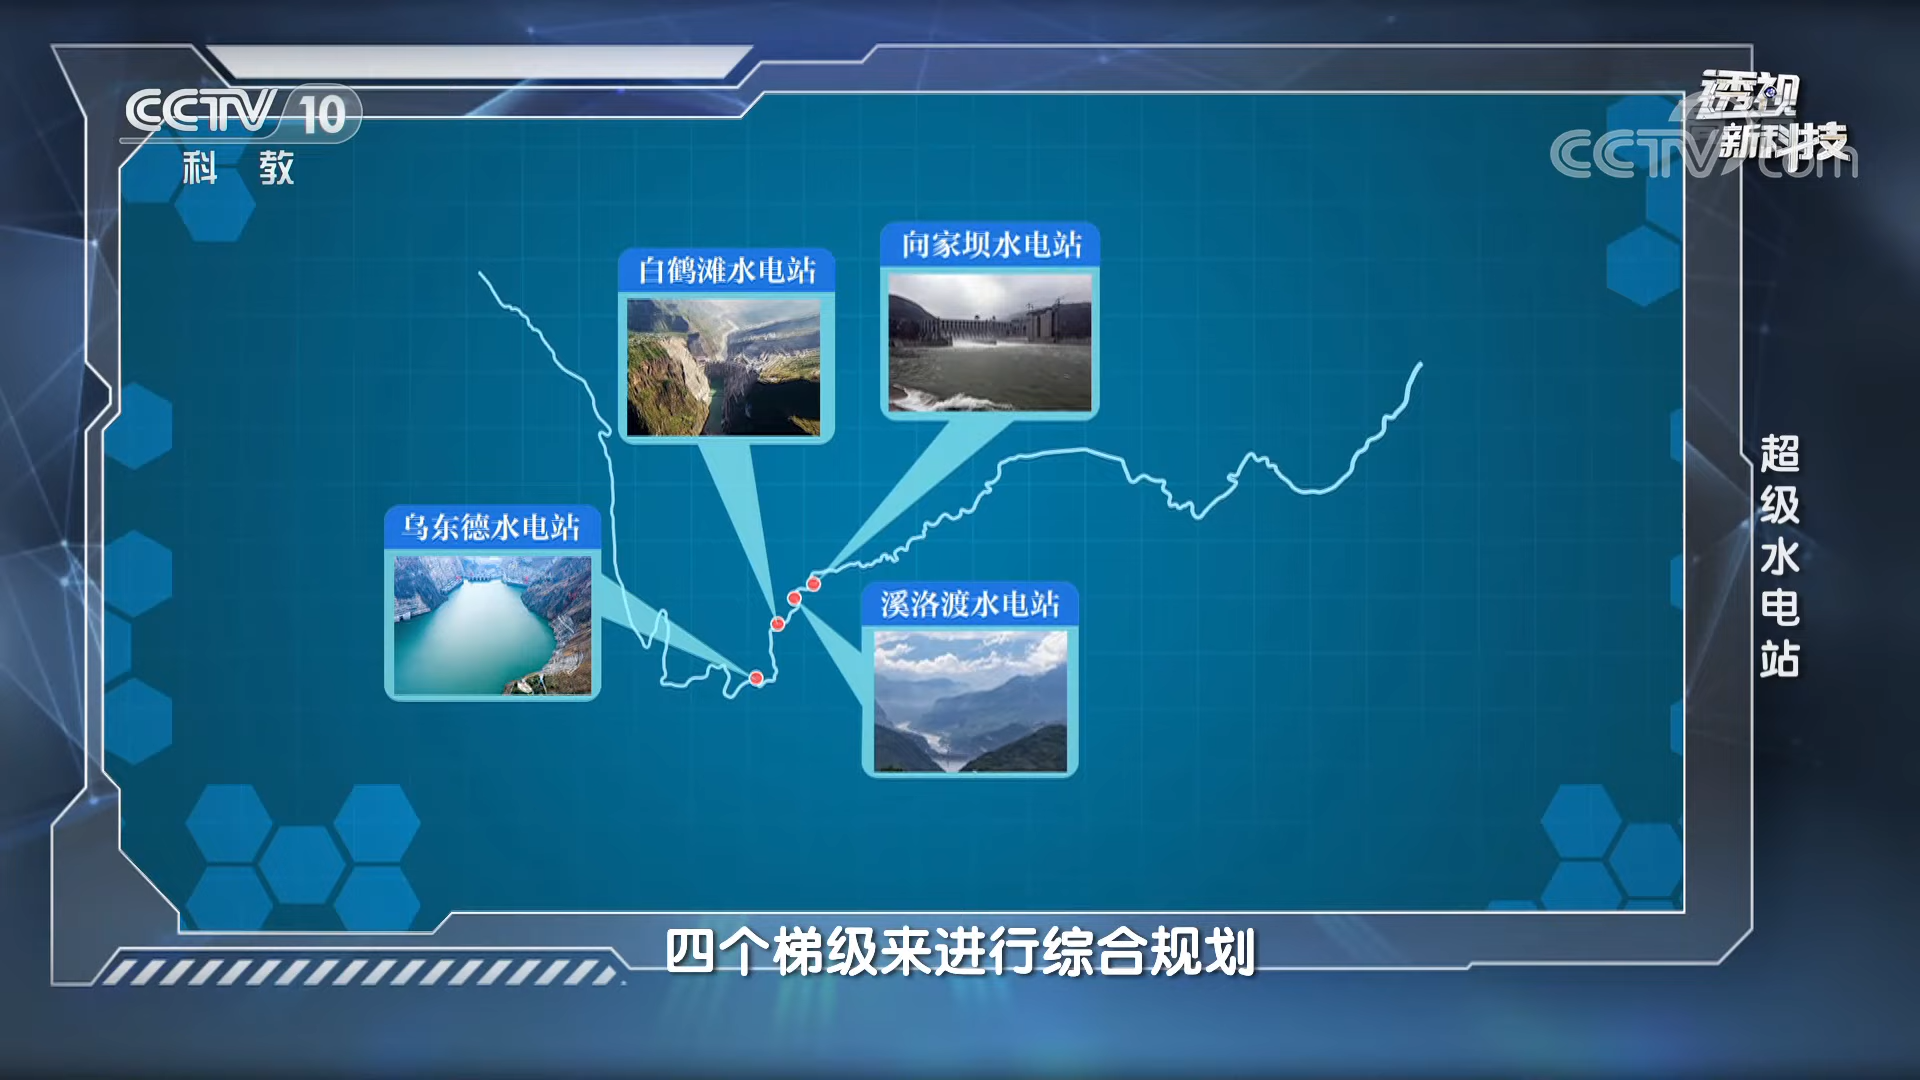 CCTV 10
科 教
透视
新科技
CCTV.com
向家坝水电站
白鹤滩水电站
乌东德水电站
溪洛渡水电站
超级水电站
四个梯级来进行综合规划